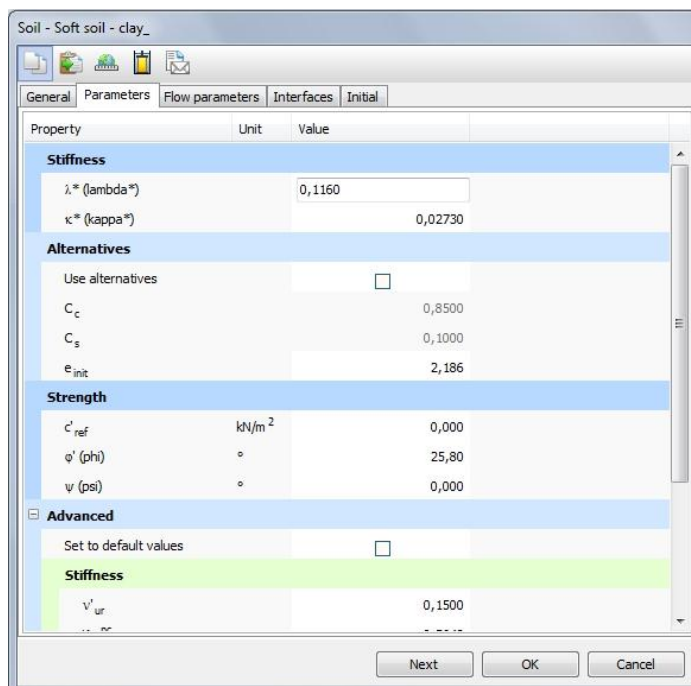 Soil - Soft soil - clay_
General Parameters Flow parameters Interfaces Initial
Property Unit Value
Stiffness
λ* (lambda*) 0,1160
κ* (kappa*) 0,02730
Alternatives
Use alternatives
C_c 0,8500
C_s 0,1000
e_init 2,186
Strength
c'_ref kN/m² 0,000
φ' (phi) ° 25,80
ψ (psi) ° 0,000
Advanced
Set to default values
Stiffness
ν'_ur 0,1500
Next OK Cancel